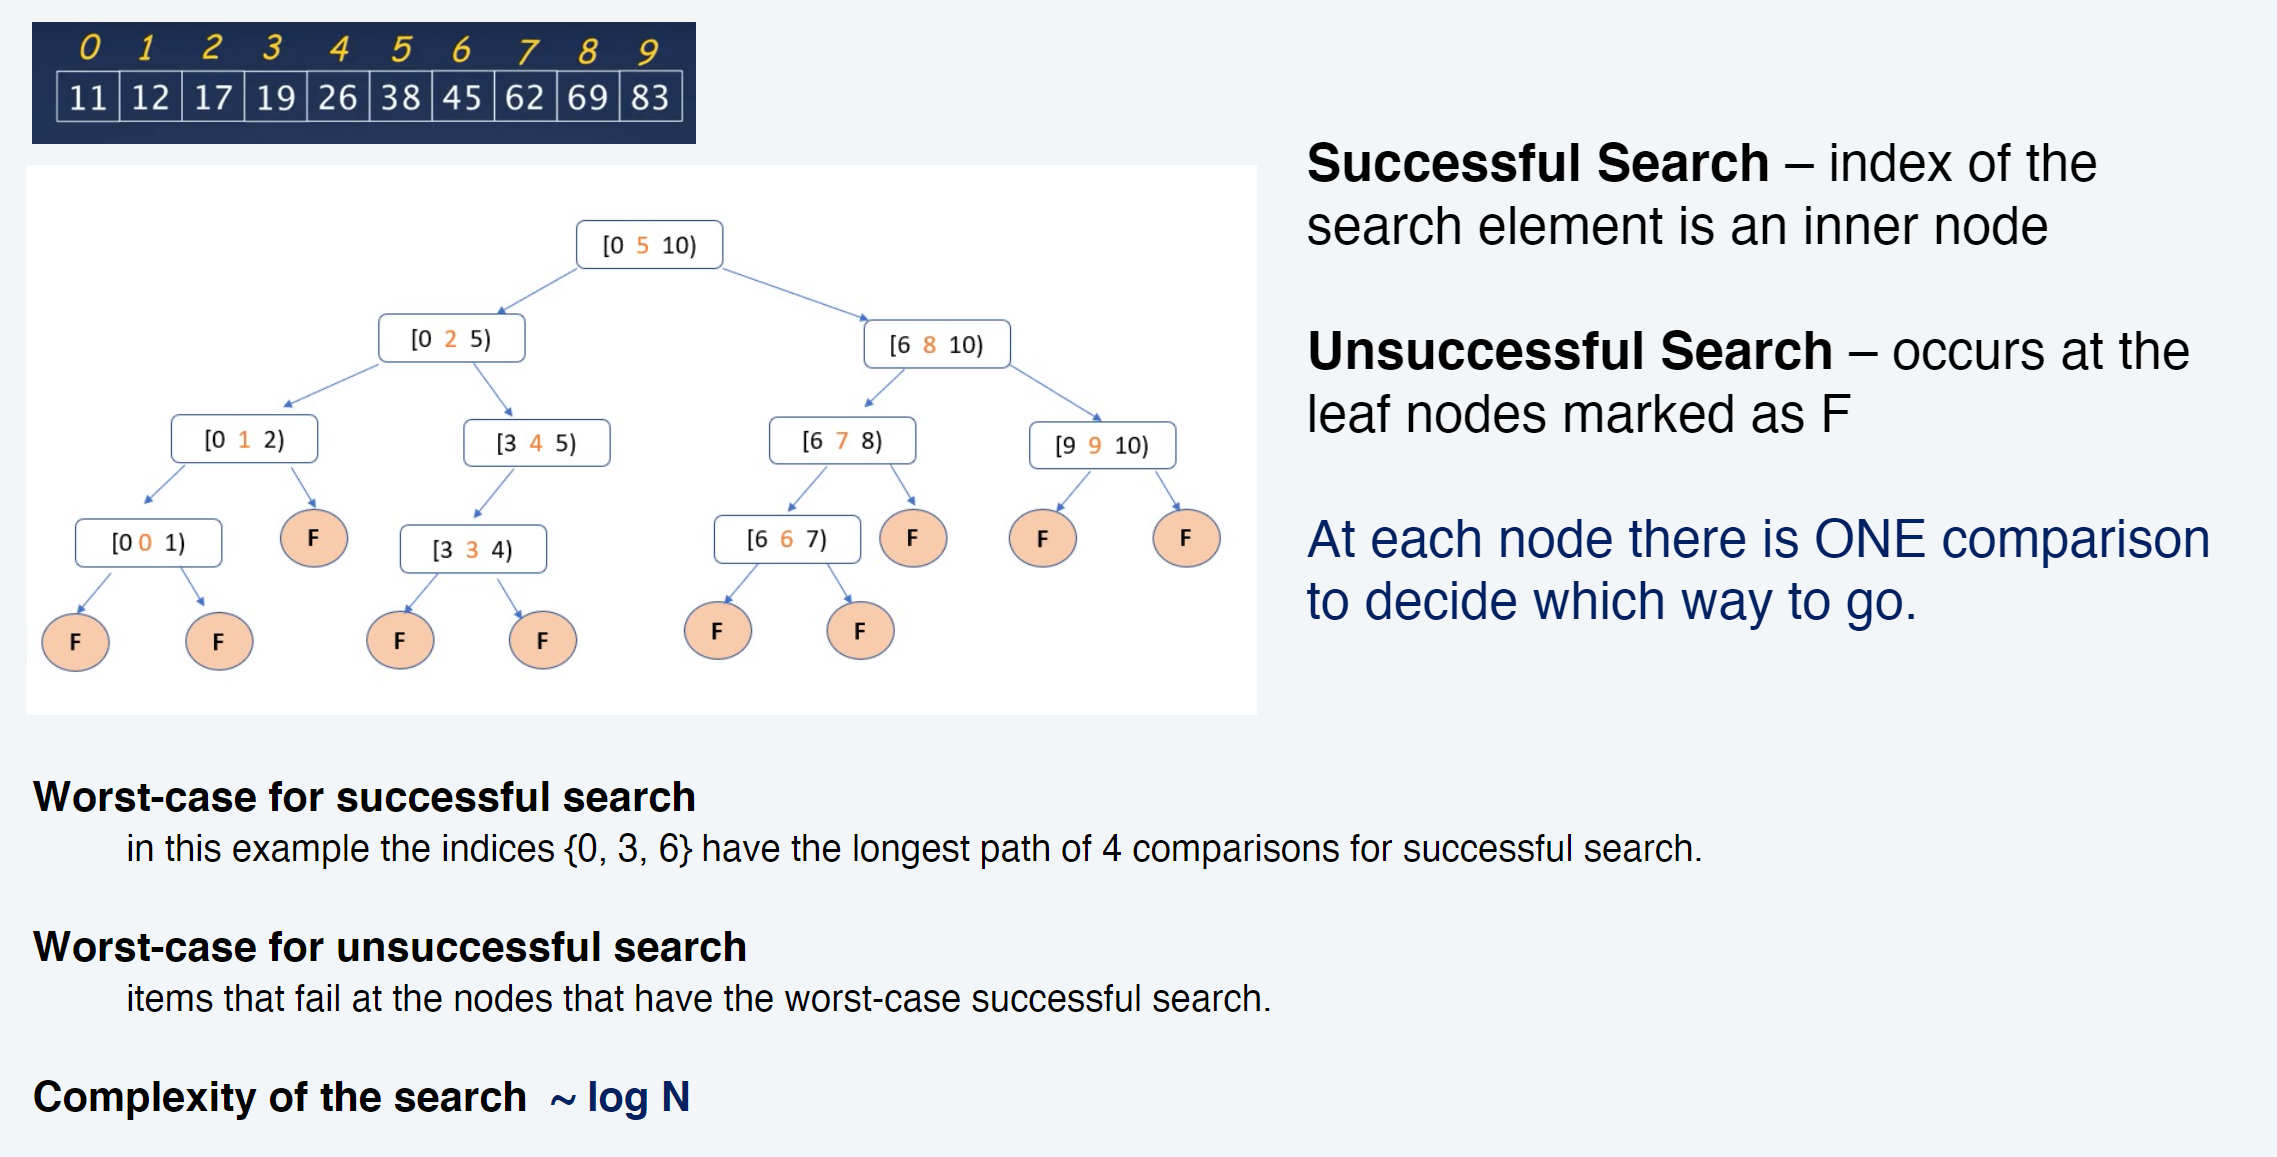 0 1 2 3 4 5 6 7 8 9
11 12 17 19 26 38 45 62 69 83
Successful Search – index of the
search element is an inner node
Unsuccessful Search – occurs at the
leaf nodes marked as F
At each node there is ONE comparison
to decide which way to go.
[0 5 10)
[0 2 5)
[6 8 10)
[0 1 2)
[3 4 5)
[6 7 8)
[9 9 10)
[0 0 1)
F
[3 3 4)
[6 6 7)
F
F
F
F
F
F
F
F
F
Worst-case for successful search
in this example the indices {0, 3, 6} have the longest path of 4 comparisons for successful search.
Worst-case for unsuccessful search
items that fail at the nodes that have the worst-case successful search.
Complexity of the search ~ log N